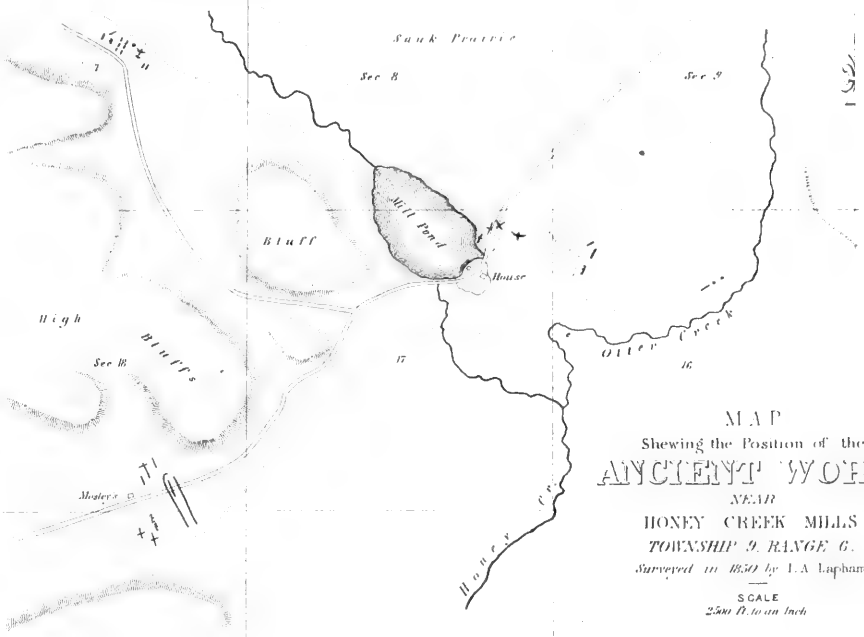 Sauk Prairie
Sec 8
Sec 9
7
Mill Pond
Bluff
House
High
Bluffs
Sec 18
17
Otter Creek
16
Mosleys
Honey Cr.
MAP
Shewing the Position of the
ANCIENT WOR
NEAR
HONEY CREEK MILLS
TOWNSHIP 9. RANGE 6.
Surveyed in 1850 by I.A Lapham
SCALE
2500 ft. to an Inch